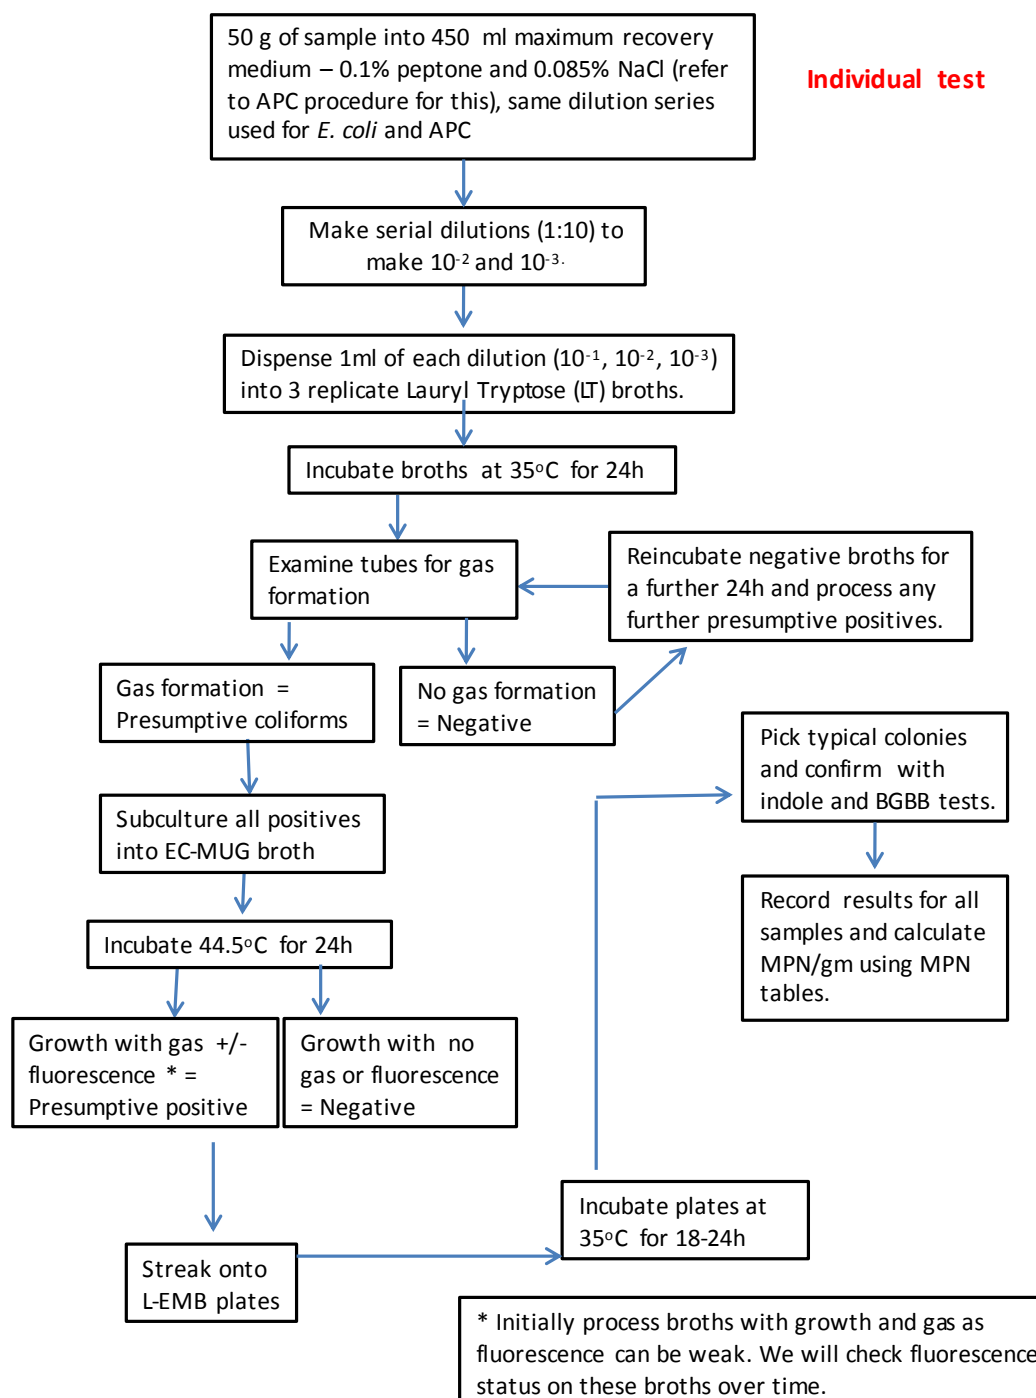 50 g of sample into 450 ml maximum recovery
medium – 0.1% peptone and 0.085% NaCl (refer
to APC procedure for this), same dilution series
used for E. coli and APC
Individual test
Make serial dilutions (1:10) to
make 10⁻² and 10⁻³.
Dispense 1ml of each dilution (10⁻¹, 10⁻², 10⁻³)
into 3 replicate Lauryl Tryptose (LT) broths.
Incubate broths at 35°C for 24h
Examine tubes for gas
formation
Reincubate negative broths for
a further 24h and process any
further presumptive positives.
Gas formation =
Presumptive coliforms
No gas formation
= Negative
Subculture all positives
into EC-MUG broth
Incubate 44.5°C for 24h
Growth with gas +/-
fluorescence * =
Presumptive positive
Growth with no
gas or fluorescence
= Negative
Streak onto
L-EMB plates
Incubate plates at
35°C for 18-24h
Pick typical colonies
and confirm with
indole and BGBB tests.
Record results for all
samples and calculate
MPN/gm using MPN
tables.
* Initially process broths with growth and gas as
fluorescence can be weak. We will check fluorescence
status on these broths over time.